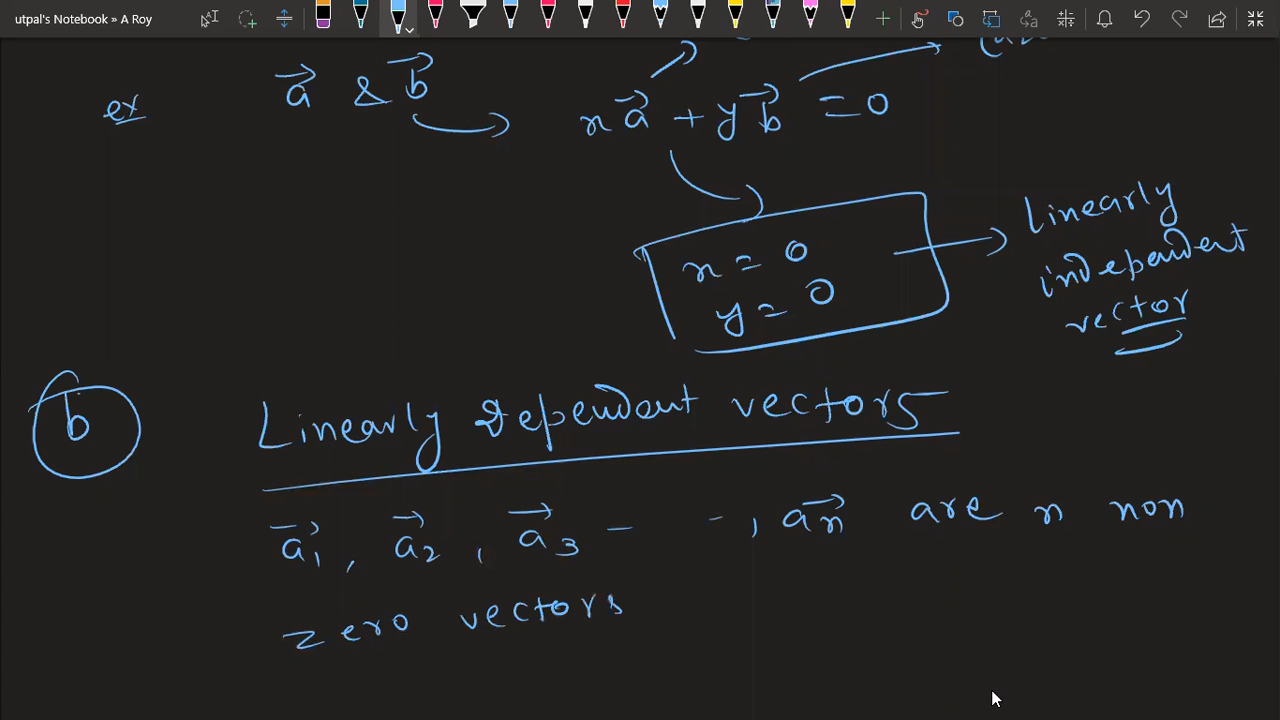 utpal's Notebook » A Roy
ex a⃗ & b⃗
xa⃗ + yb⃗ = 0
x = 0
y = 0
Linearly
independent
vector
b
Linearly Dependent vectors
a⃗₁, a⃗₂, a⃗₃ - -, a⃗n are n non
zero vectors